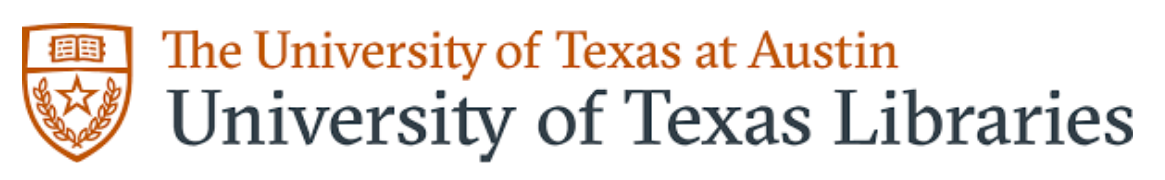 The University of Texas at Austin
University of Texas Libraries